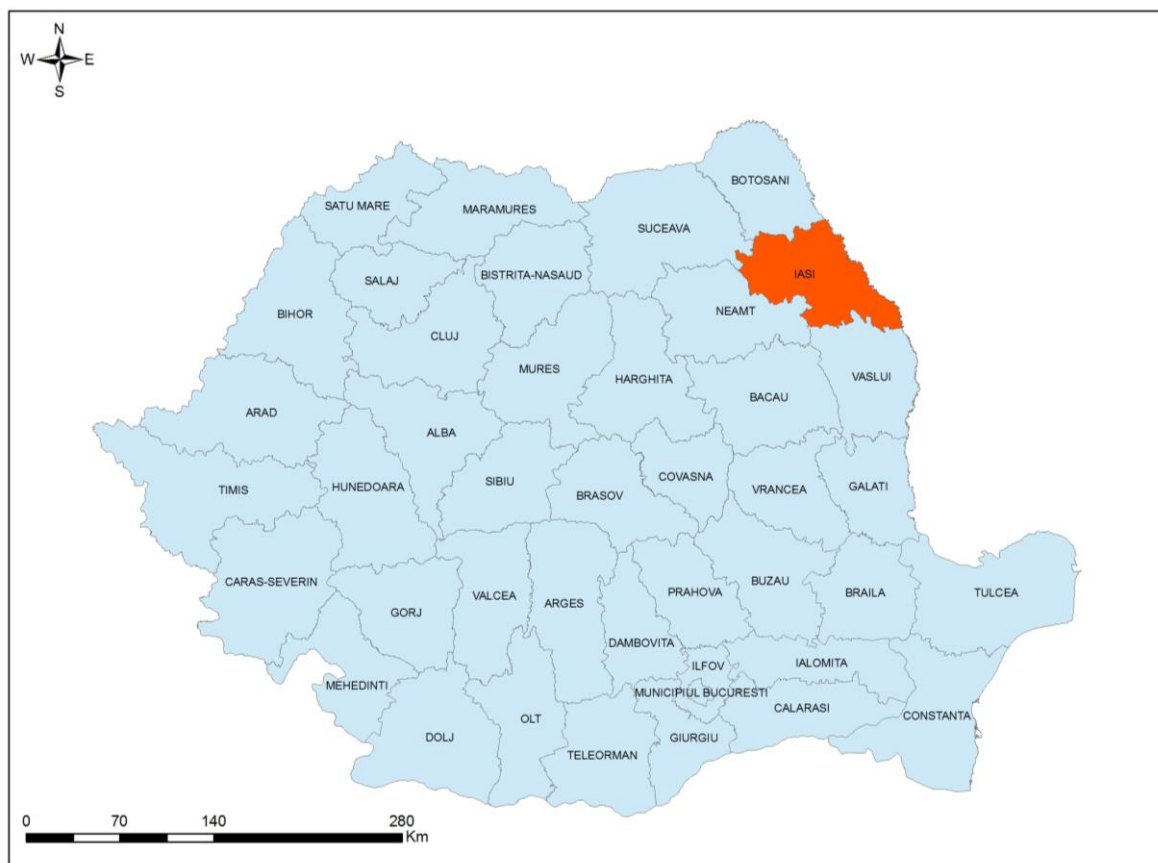 N
W E
S
BOTOSANI
SATU MARE
MARAMURES
SUCEAVA
IASI
BISTRITA-NASAUD
SALAJ
NEAMT
BIHOR
CLUJ
MURES
HARGHITA
VASLUI
BACAU
ARAD
ALBA
COVASNA
SIBIU
VRANCEA
GALATI
TIMIS
HUNEDOARA
BRASOV
CARAS-SEVERIN
BUZAU
PRAHOVA
BRAILA
TULCEA
VALCEA
ARGES
GORJ
DAMBOVITA
ILFOV
IALOMITA
MEHEDINTI
MUNICIPIUL BUCURESTI
CALARASI
CONSTANTA
OLT
DOLJ
GIURGIU
TELEORMAN
0 70 140 280
Km